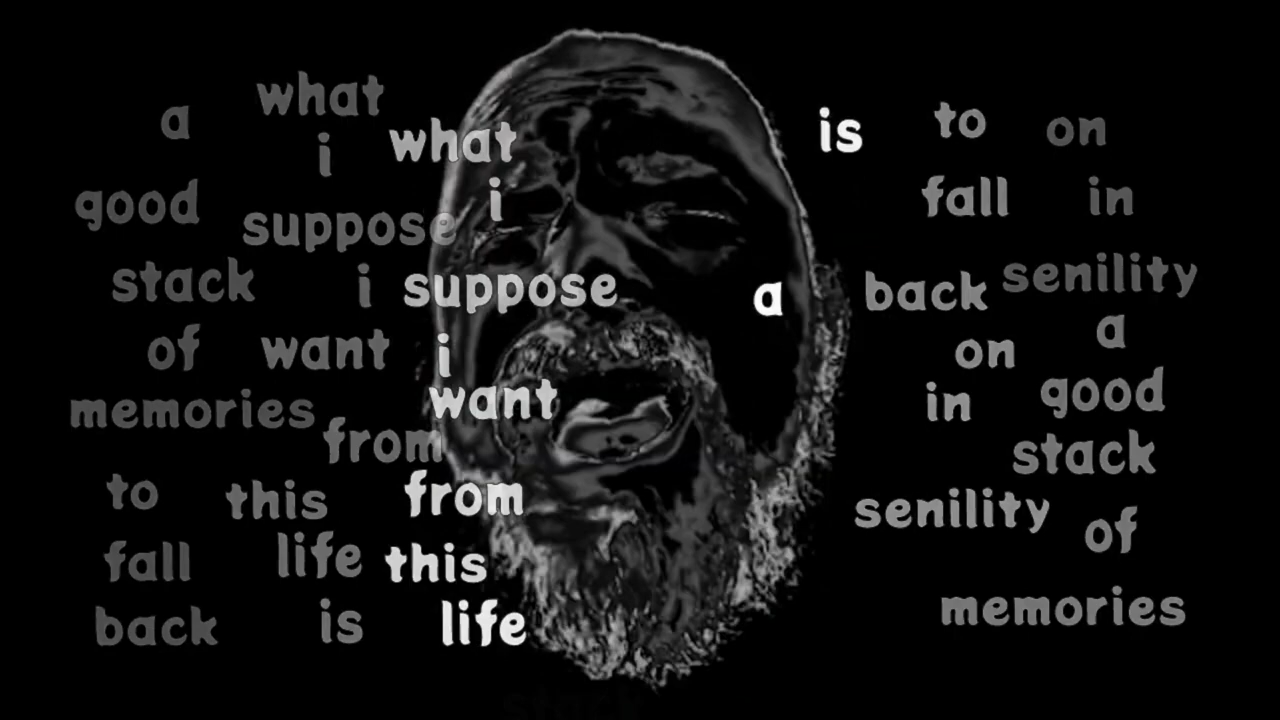 what
a
i
what
good
suppose
i
stack
i
suppose
of
want
i
memories
from
want
to
this
from
fall
life
this
back
is
life
is
to
on
fall
in
a
back
senility
on
a
in
good
stack
senility
of
memories
stack